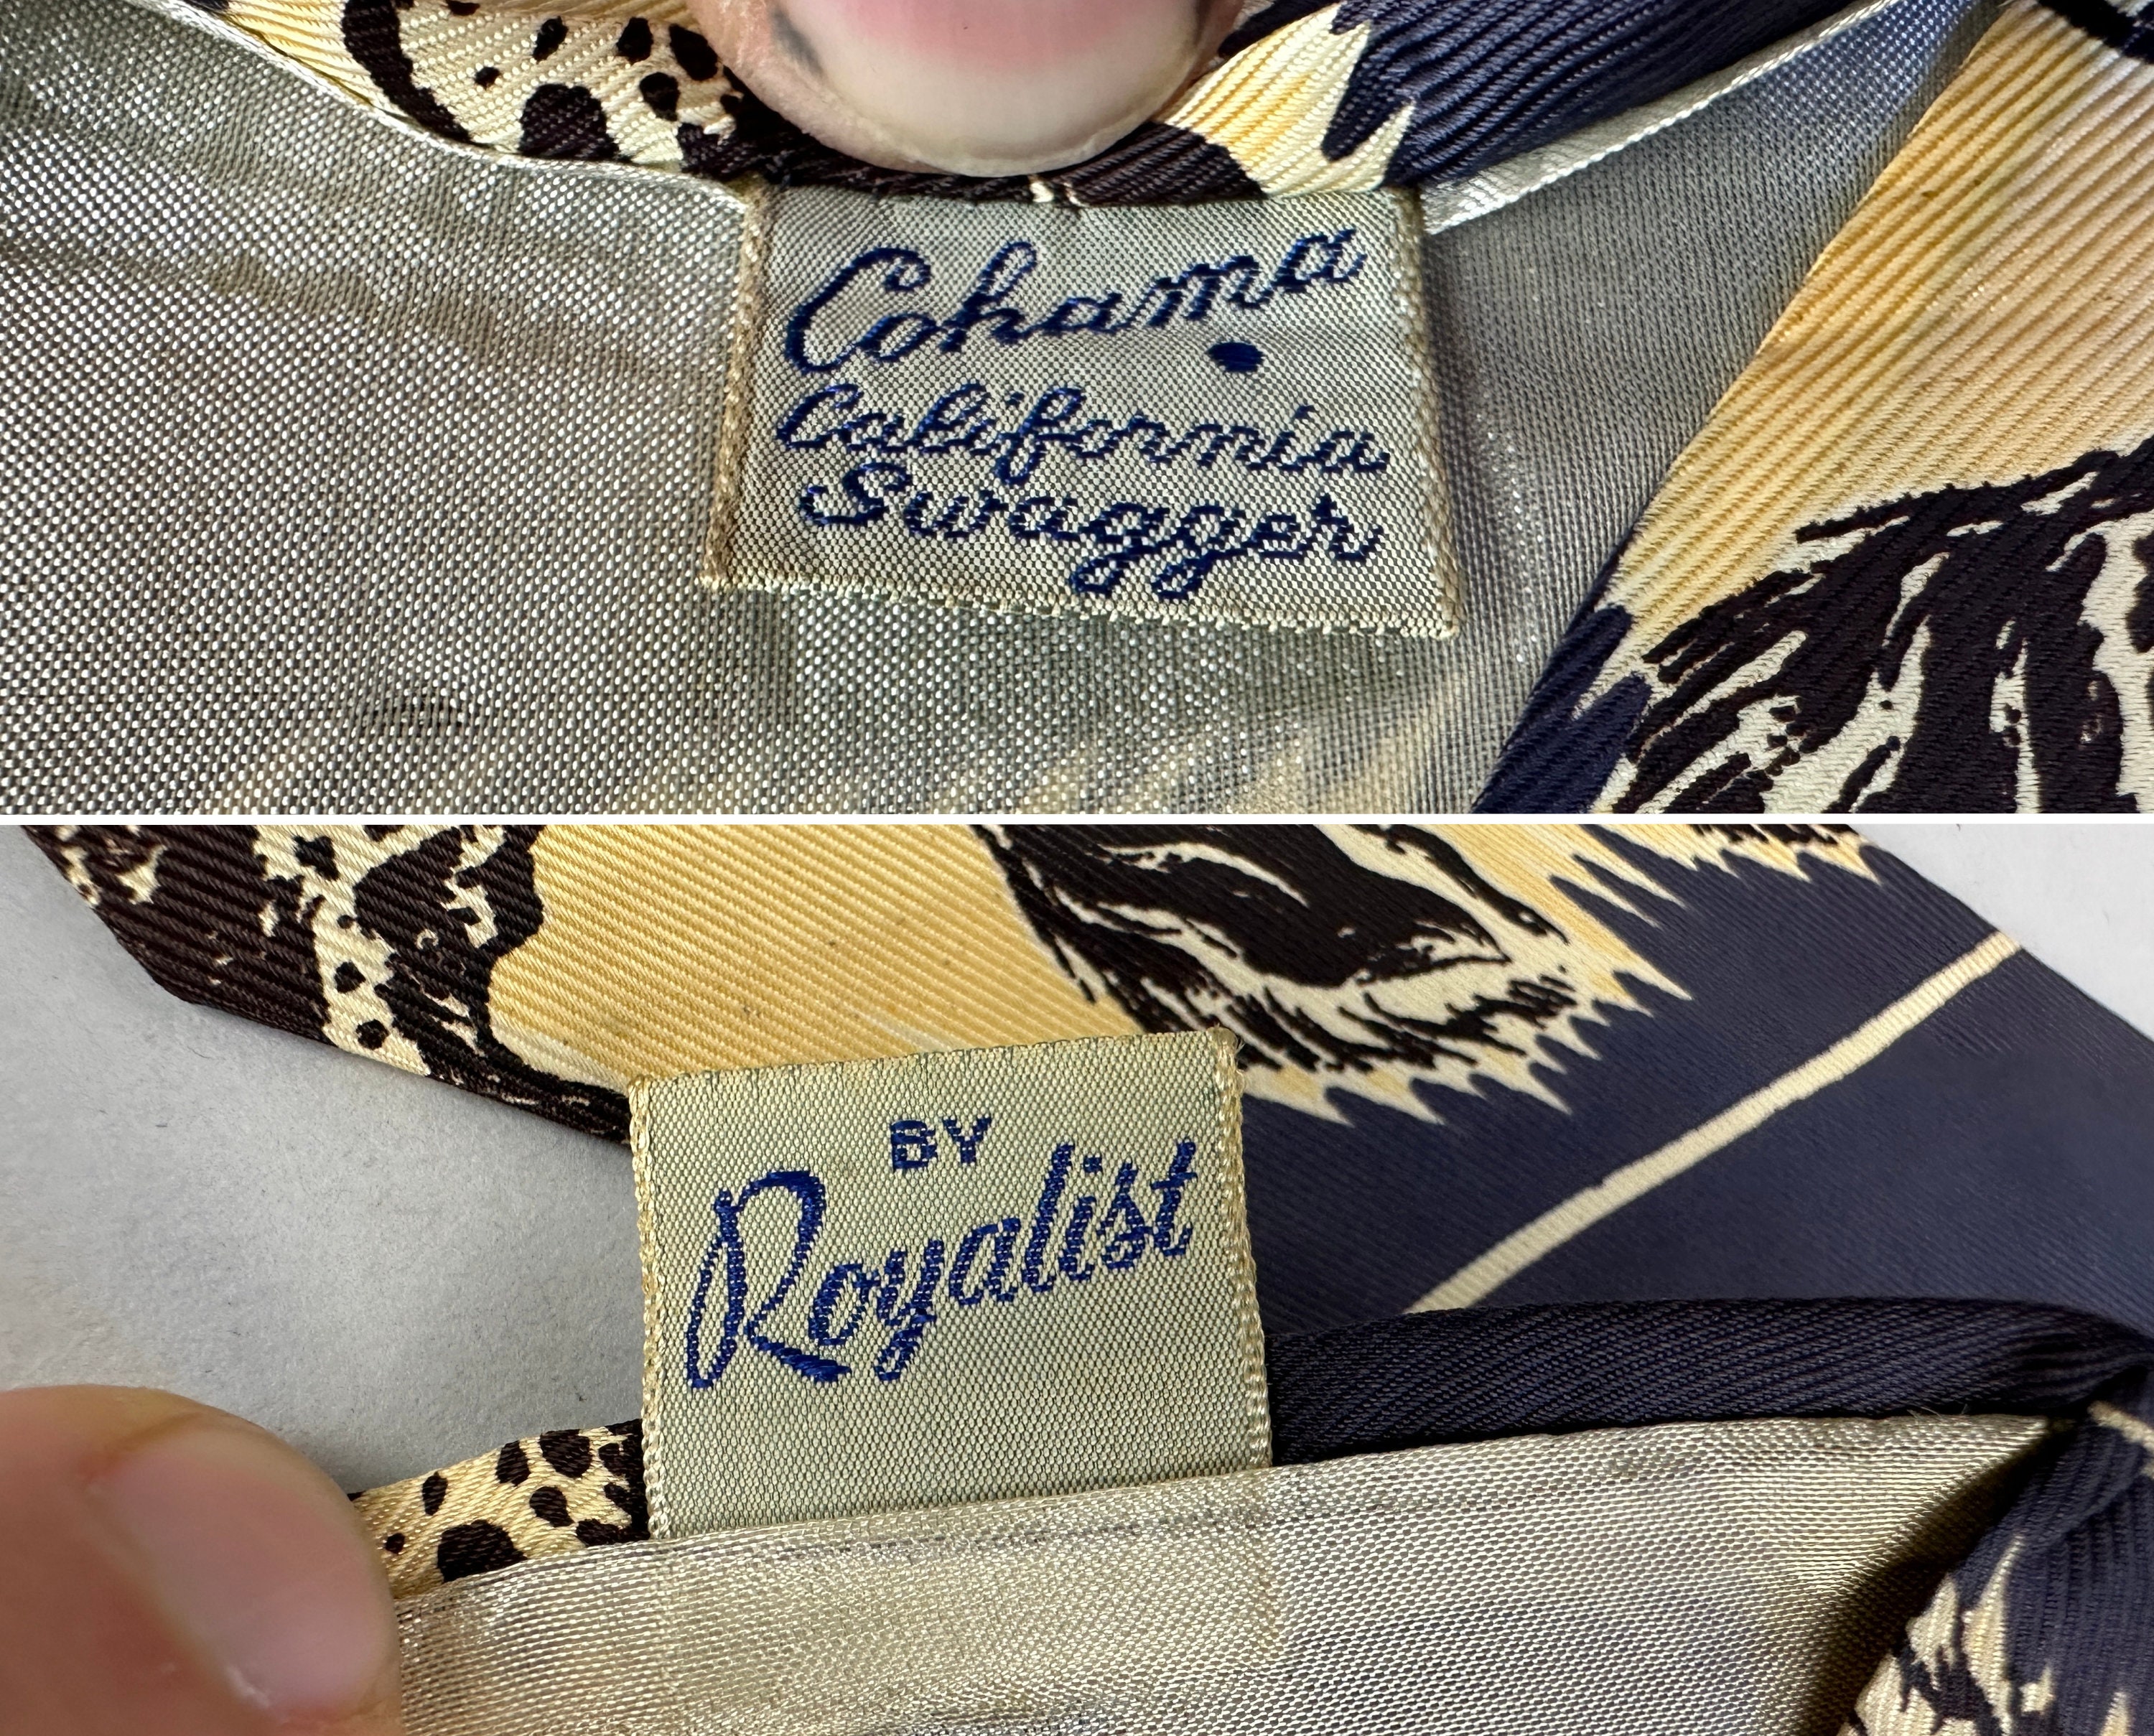 Cohama
•
California
Swagger
BY
Royalist